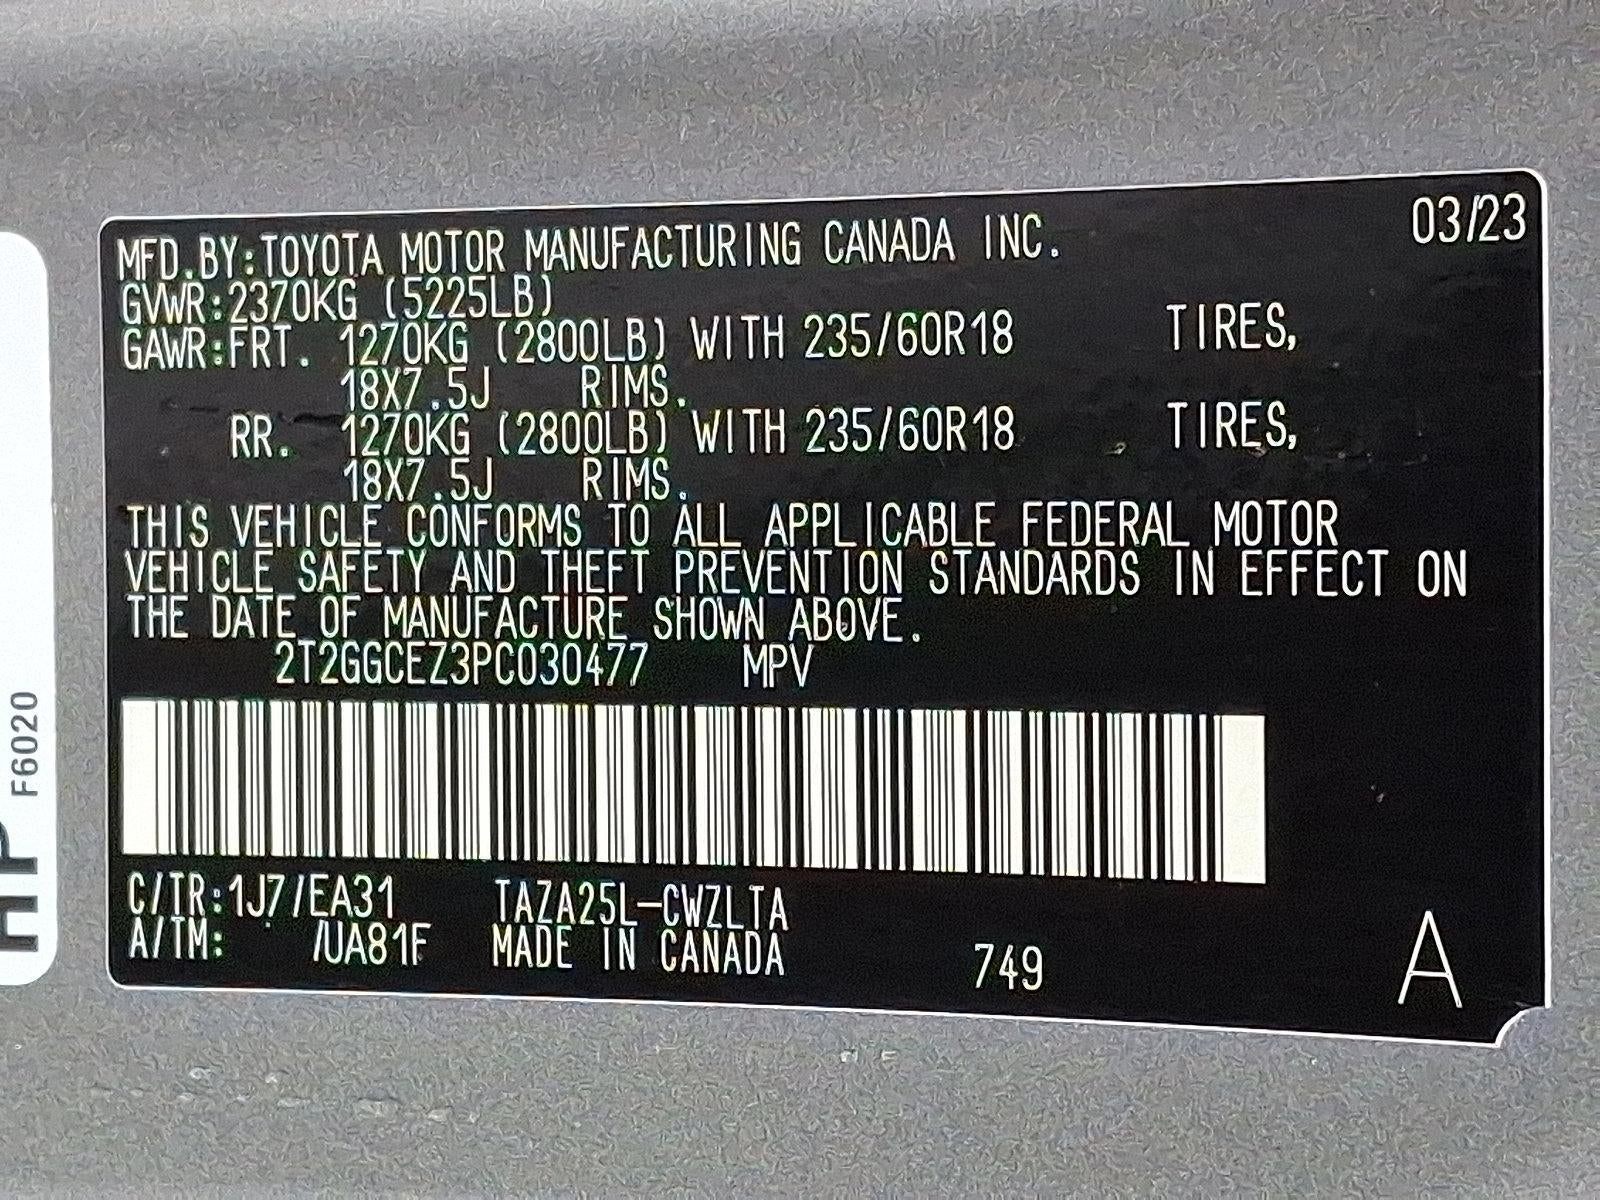 MFD.BY:TOYOTA MOTOR MANUFACTURING CANADA INC. 03/23
GVWR:2370KG (5225LB)
GAWR:FRT. 1270KG (2800LB) WITH 235/60R18 TIRES,
18X7.5J RIMS.
RR. 1270KG (2800LB) WITH 235/60R18 TIRES,
18X7.5J RIMS.
THIS VEHICLE CONFORMS TO ALL APPLICABLE FEDERAL MOTOR
VEHICLE SAFETY AND THEFT PREVENTION STANDARDS IN EFFECT ON
THE DATE OF MANUFACTURE SHOWN ABOVE.
2T2GGCEZ3PC030477 MPV
C/TR:1J7/EA31 TAZA25L-CWZLTA
A/TM: /UA81F MADE IN CANADA 749 A
F6020